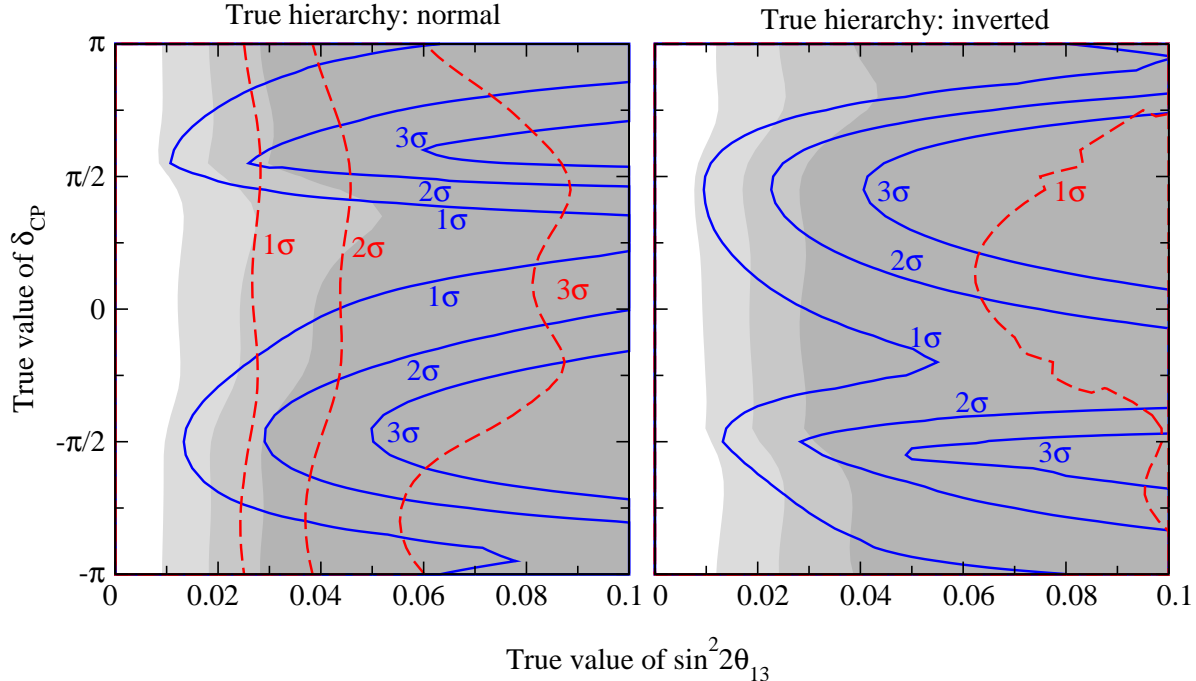 True hierarchy: normal
True hierarchy: inverted
True value of δCP
π
π/2
0
-π/2
-π
3σ
2σ
1σ
1σ
2σ
1σ
3σ
2σ
3σ
3σ
1σ
2σ
1σ
2σ
3σ
0
0.02
0.04
0.06
0.08
0.1
0
0.02
0.04
0.06
0.08
0.1
True value of sin²2θ₁₃